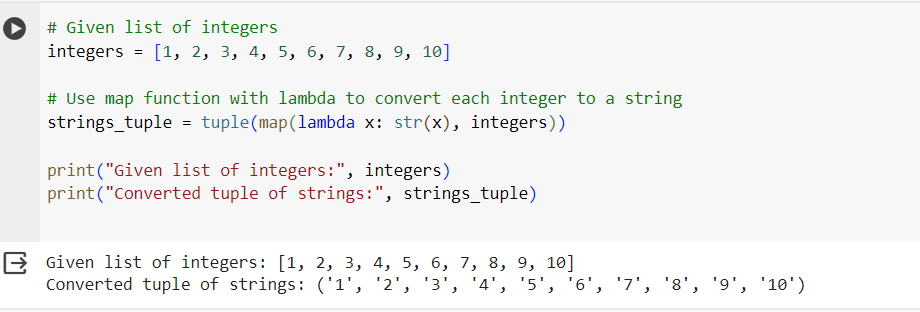 # Given list of integers
integers = [1, 2, 3, 4, 5, 6, 7, 8, 9, 10]
# Use map function with lambda to convert each integer to a string
strings_tuple = tuple(map(lambda x: str(x), integers))
print("Given list of integers:", integers)
print("Converted tuple of strings:", strings_tuple)
Given list of integers: [1, 2, 3, 4, 5, 6, 7, 8, 9, 10]
Converted tuple of strings: ('1', '2', '3', '4', '5', '6', '7', '8', '9', '10')